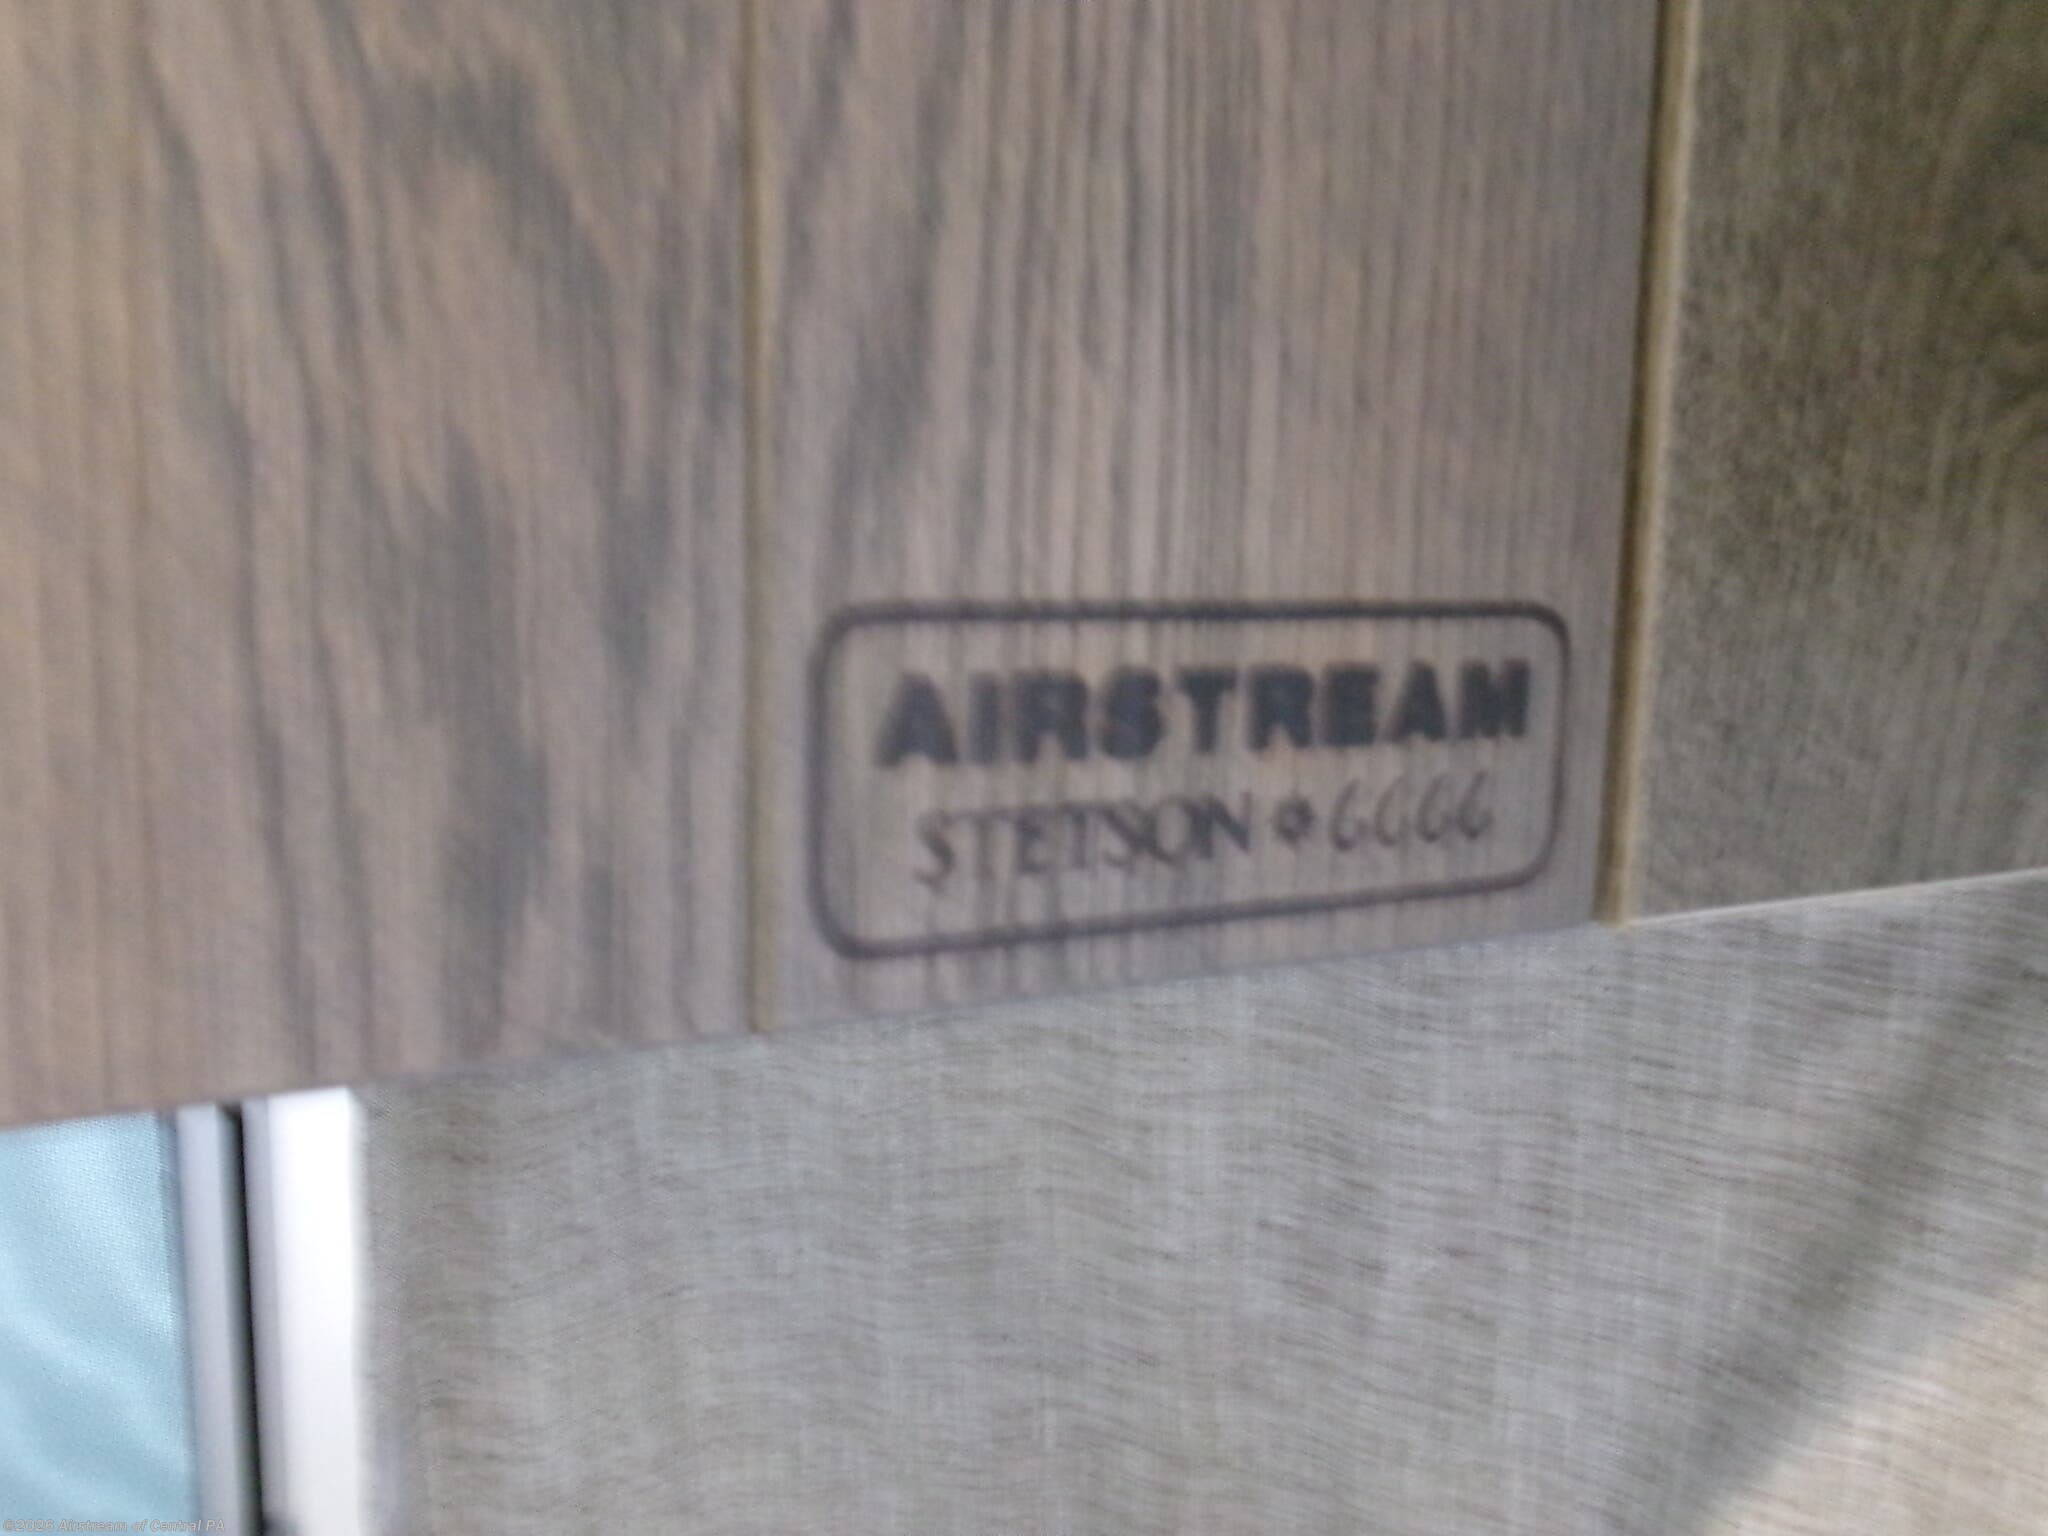 AIRSTREAM
STETSON ⌖ 6666
©2026 Airstream of Central PA